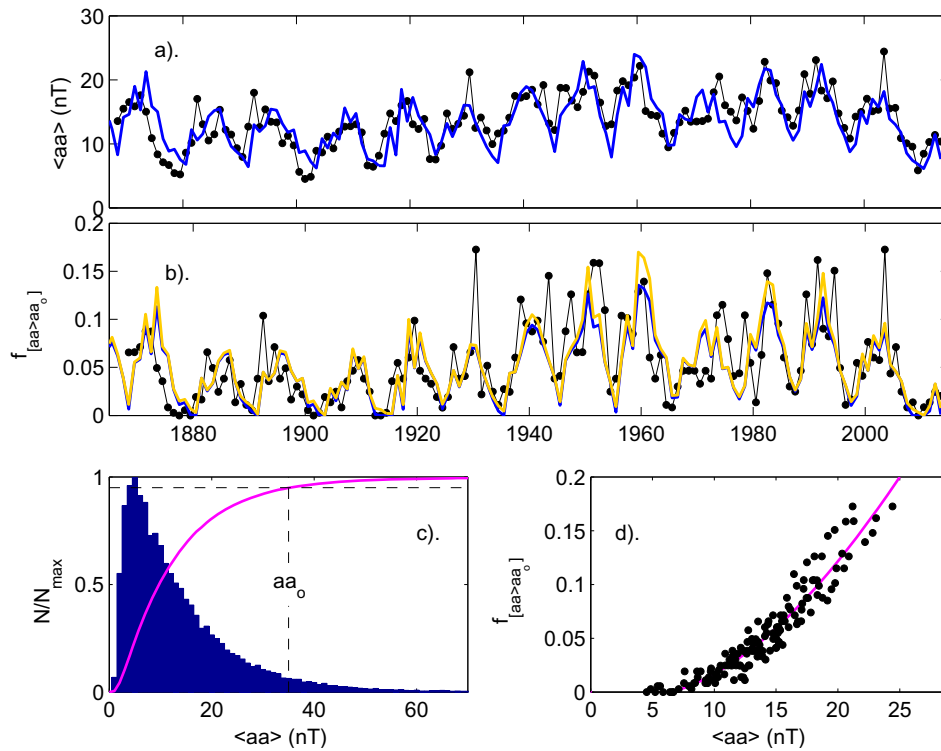 30
20
10
0
<aa> (nT)
a).
0.2
0.15
0.1
0.05
0
f[aa>aao]
b).
1880 1900 1920 1940 1960 1980 2000
1
0.5
0
N/Nmax
c).
aao
0 20 40 60
<aa> (nT)
0.2
0.15
0.1
0.05
0
f[aa>aao]
d).
0 5 10 15 20 25
<aa> (nT)